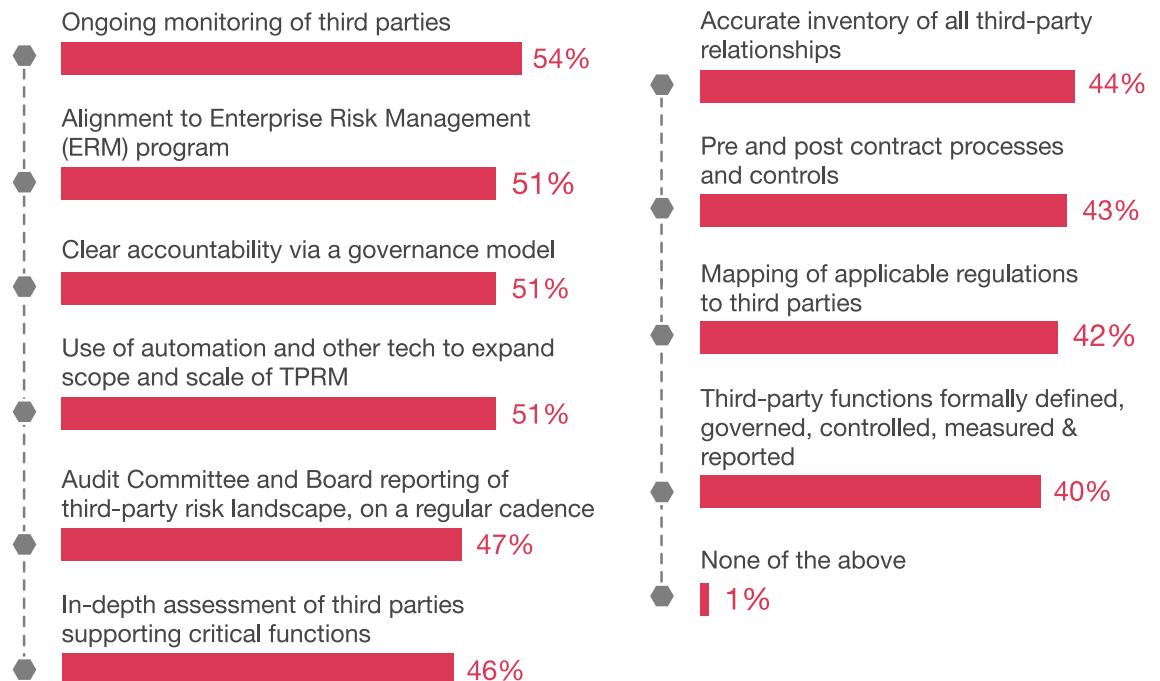 Ongoing monitoring of third parties
54%
Alignment to Enterprise Risk Management
(ERM) program
51%
Clear accountability via a governance model
51%
Use of automation and other tech to expand
scope and scale of TPRM
51%
Audit Committee and Board reporting of
third-party risk landscape, on a regular cadence
47%
In-depth assessment of third parties
supporting critical functions
46%
Accurate inventory of all third-party
relationships
44%
Pre and post contract processes
and controls
43%
Mapping of applicable regulations
to third parties
42%
Third-party functions formally defined,
governed, controlled, measured &
reported
40%
None of the above
1%